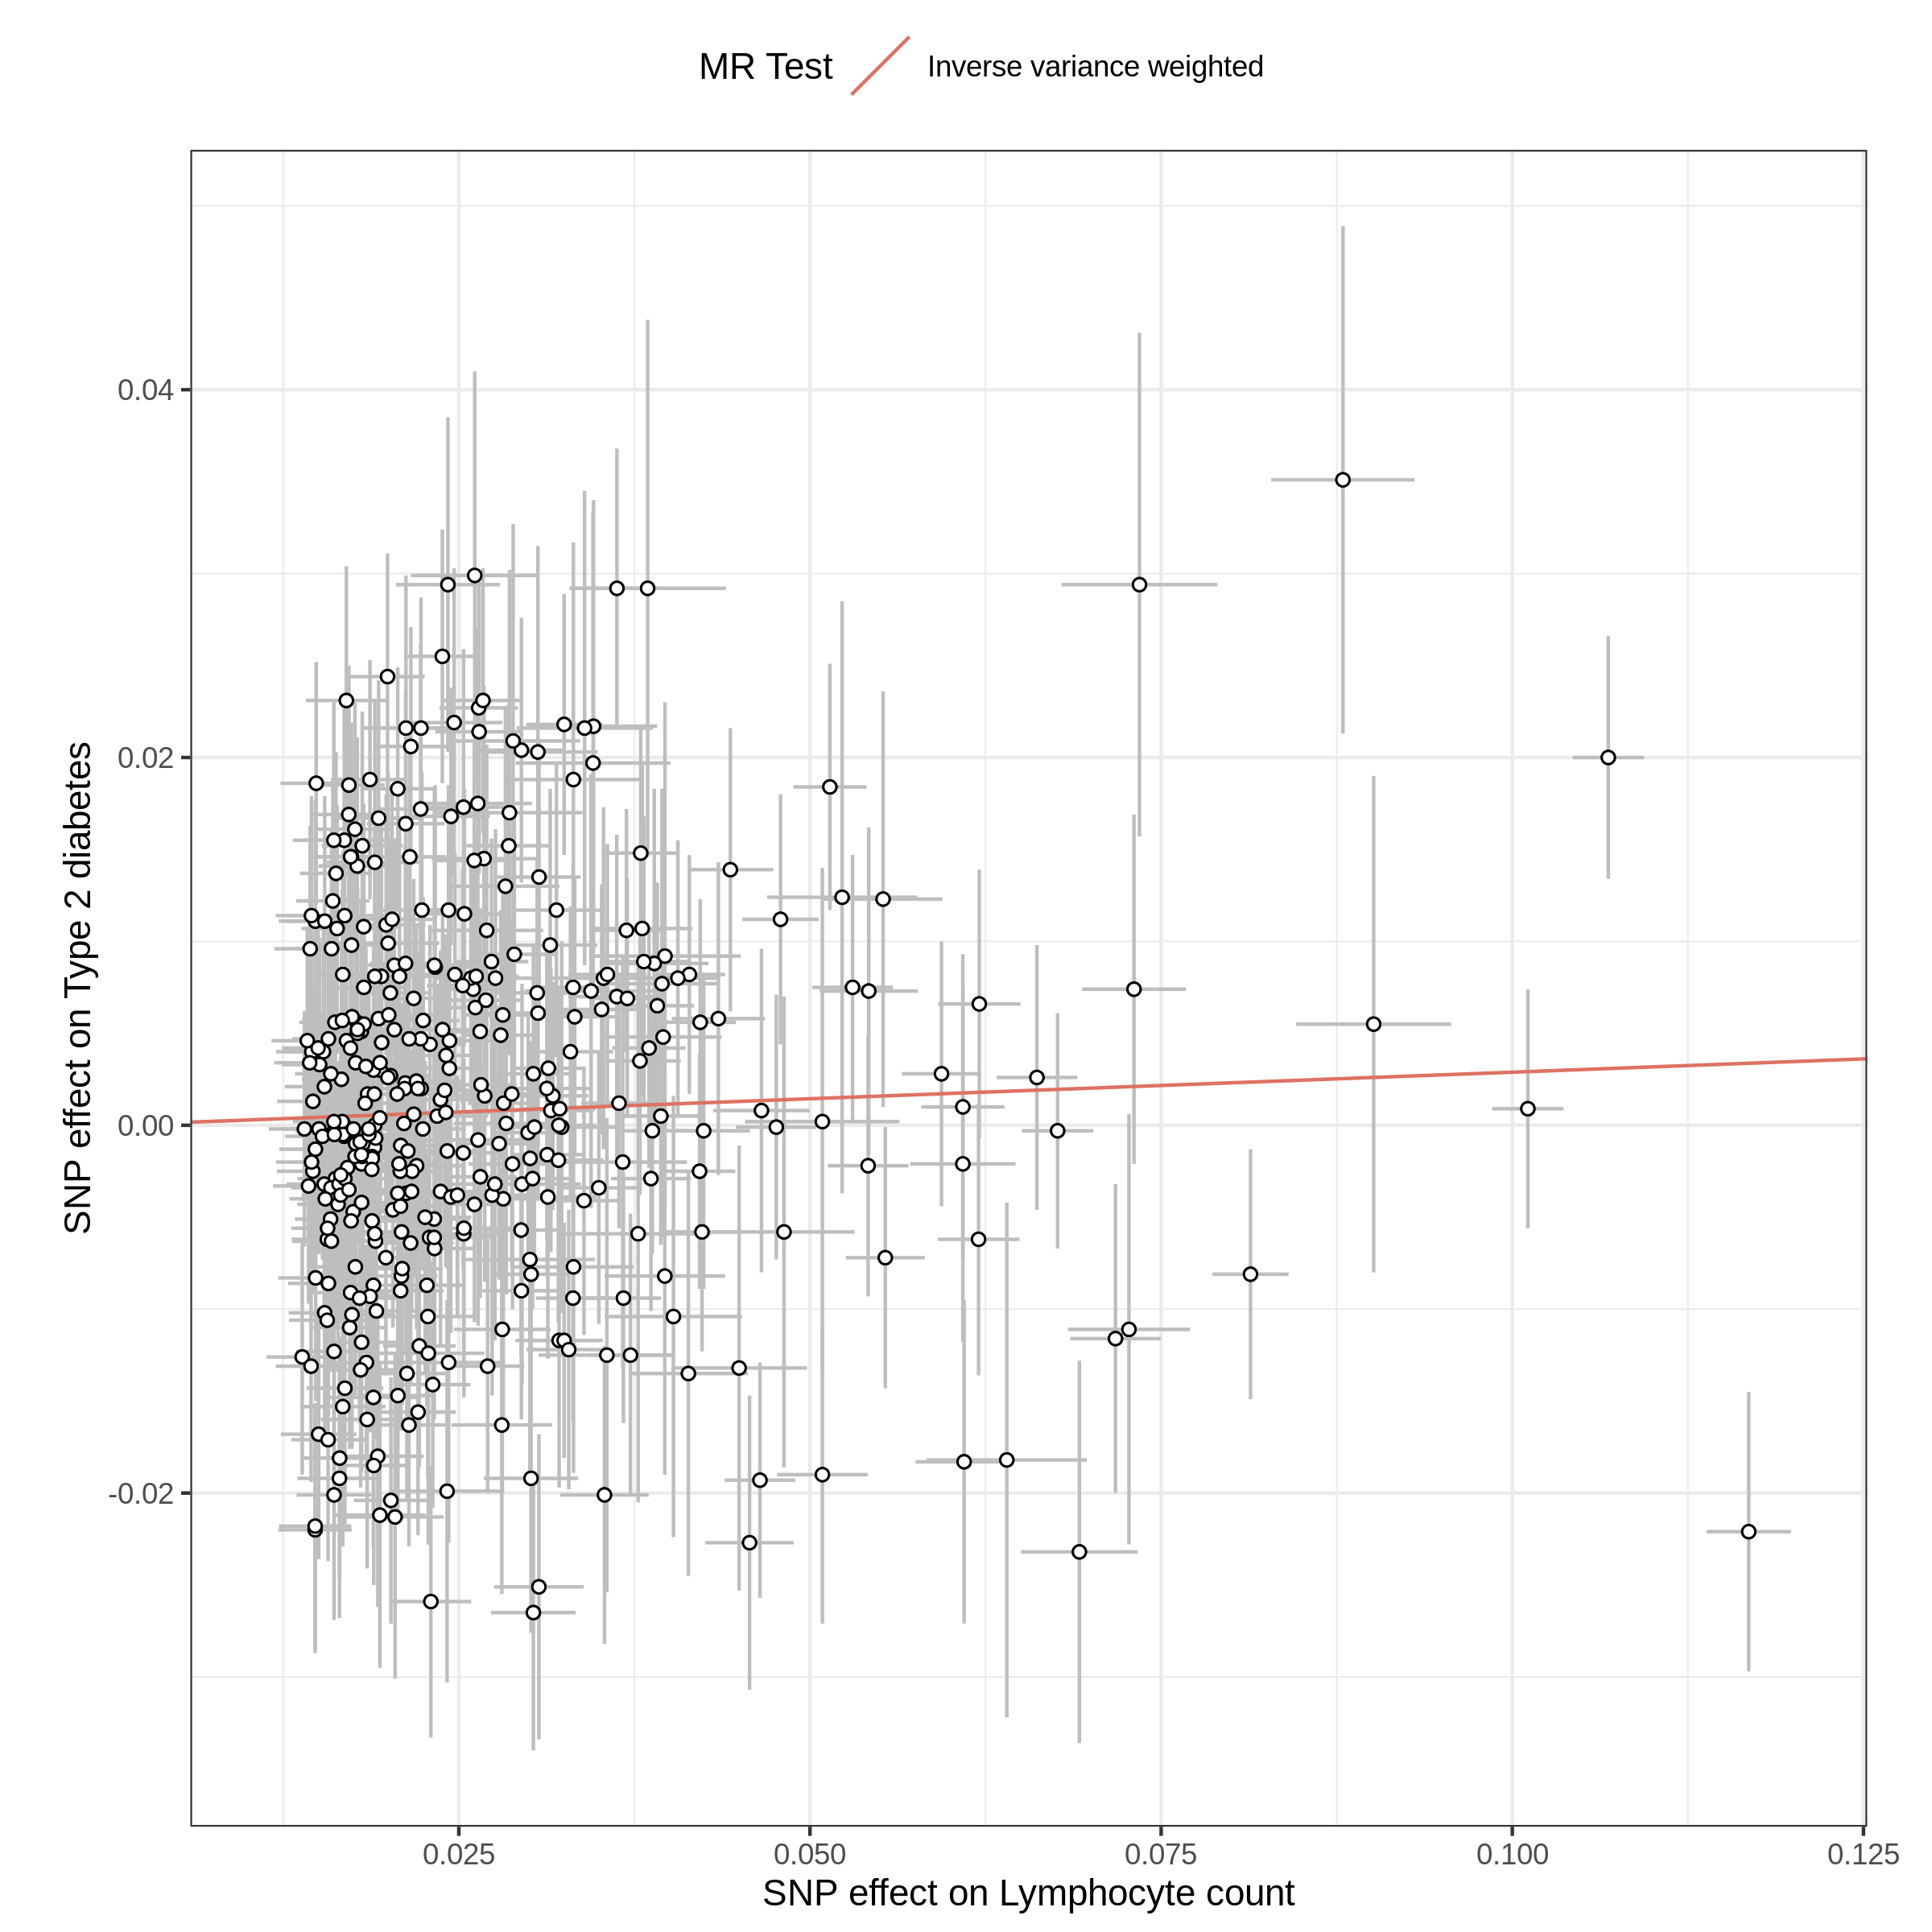 MR Test Inverse variance weighted
SNP effect on Type 2 diabetes
0.04
0.02
0.00
-0.02
0.025 0.050 0.075 0.100 0.125
SNP effect on Lymphocyte count